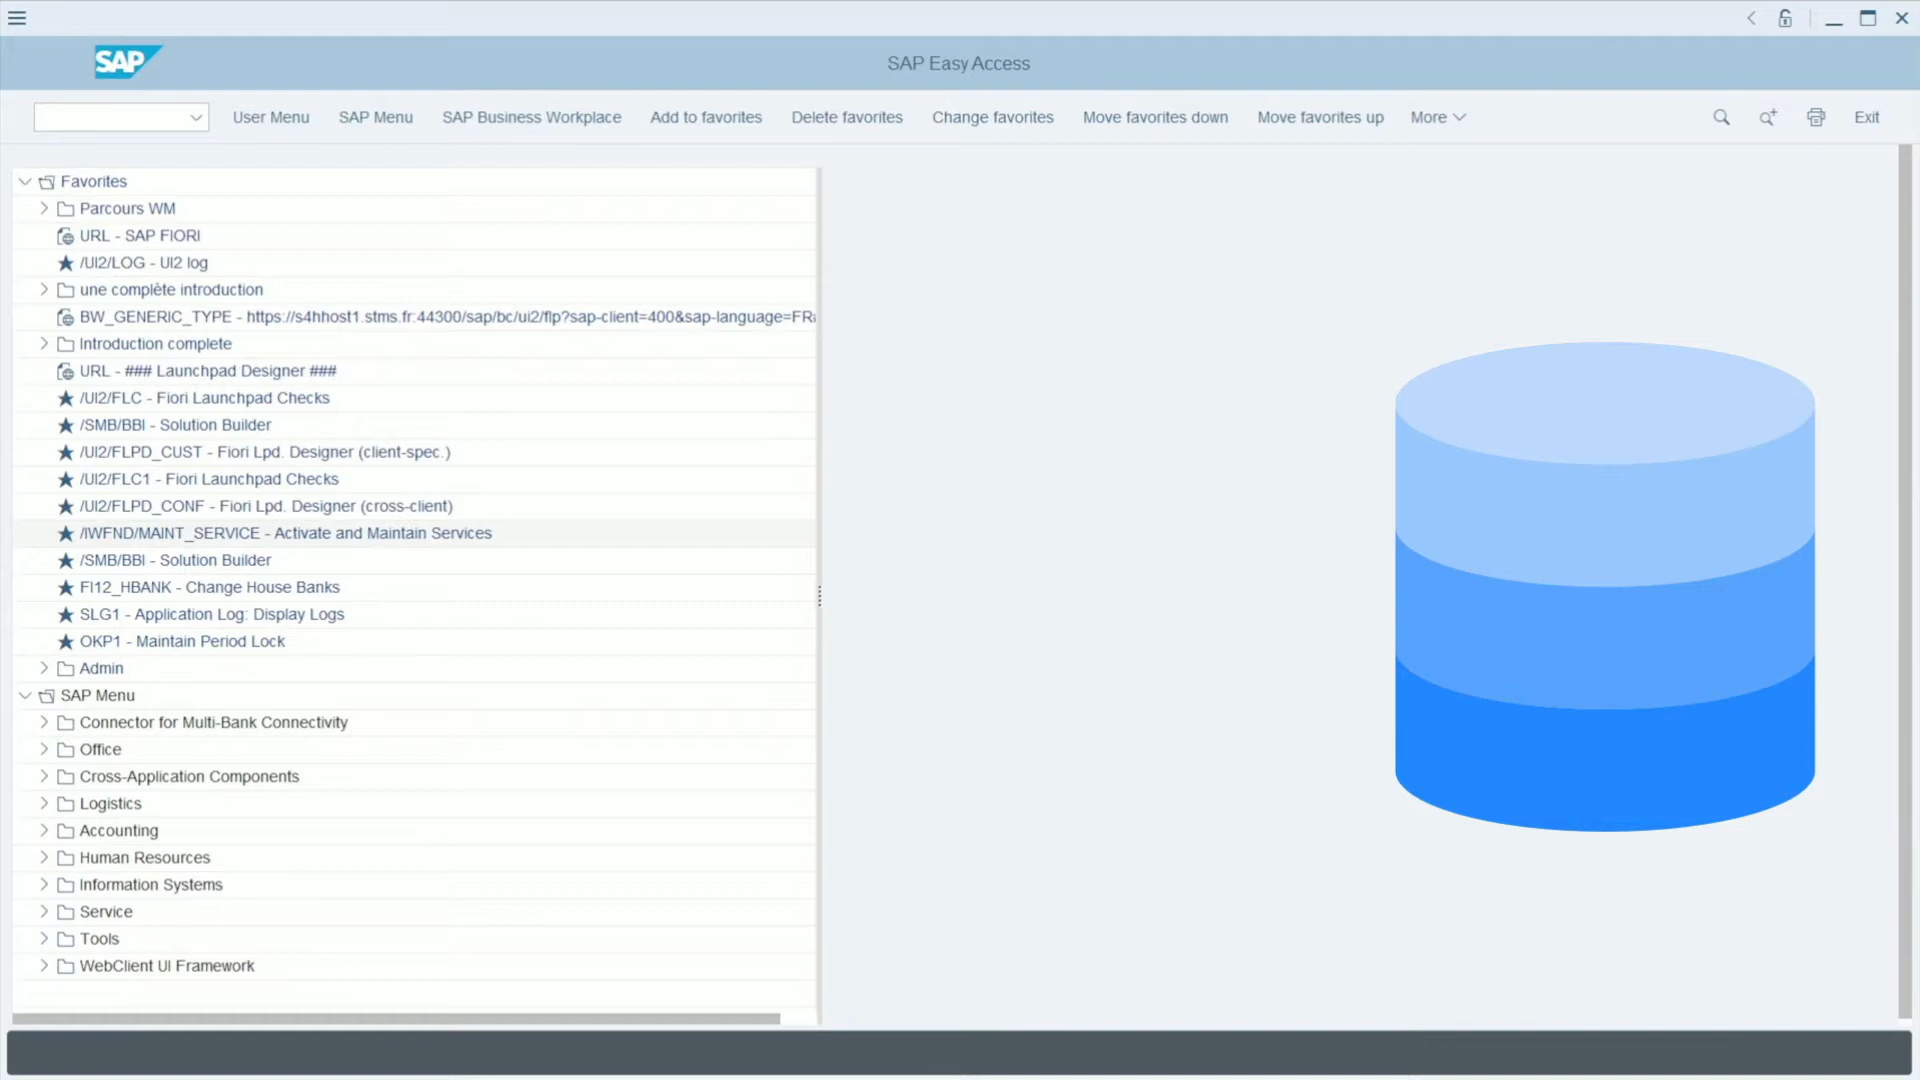 SAP
SAP Easy Access
User Menu SAP Menu SAP Business Workplace Add to favorites Delete favorites Change favorites Move favorites down Move favorites up More Exit
Favorites
Parcours WM
URL - SAP FIORI
/UI2/LOG - UI2 log
une complète introduction
BW_GENERIC_TYPE - https://s4hhost1.stms.fr:44300/sap/bc/ui2/flp?sap-client=400&sap-language=FR
Introduction complete
URL - ### Launchpad Designer ###
/UI2/FLC - Fiori Launchpad Checks
/SMB/BBI - Solution Builder
/UI2/FLPD_CUST - Fiori Lpd. Designer (client-spec.)
/UI2/FLC1 - Fiori Launchpad Checks
/UI2/FLPD_CONF - Fiori Lpd. Designer (cross-client)
/IWFND/MAINT_SERVICE - Activate and Maintain Services
/SMB/BBI - Solution Builder
FI12_HBANK - Change House Banks
SLG1 - Application Log: Display Logs
OKP1 - Maintain Period Lock
Admin
SAP Menu
Connector for Multi-Bank Connectivity
Office
Cross-Application Components
Logistics
Accounting
Human Resources
Information Systems
Service
Tools
WebClient UI Framework